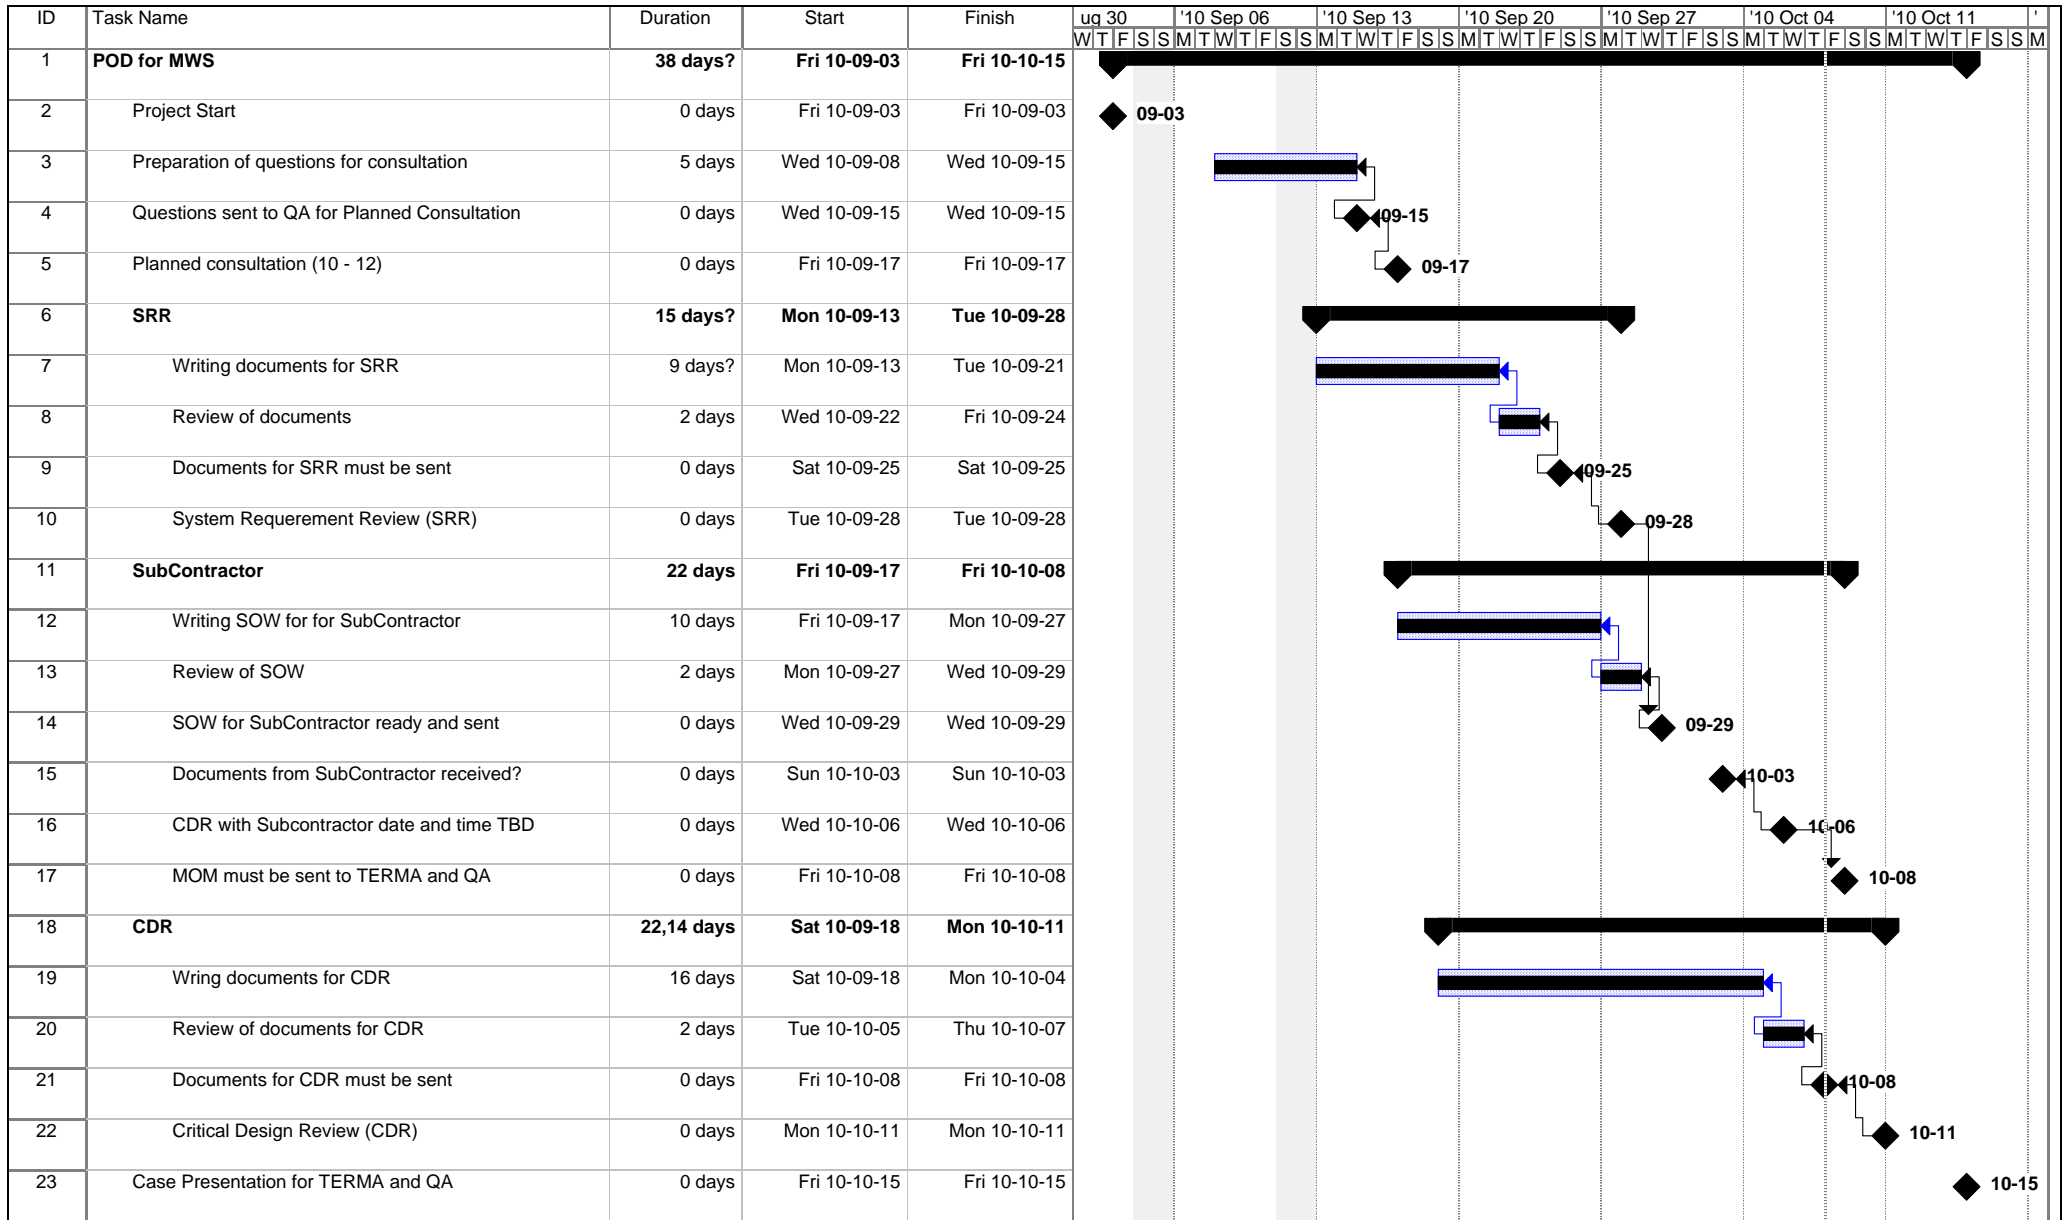 ID Task Name Duration Start Finish ug 30 '10 Sep 06 '10 Sep 13 '10 Sep 20 '10 Sep 27 '10 Oct 04 '10 Oct 11 '
W T F S S M T W T F S S M T W T F S S M T W T F S S M T W T F S S M T W T F S S M T W T F S S M
1 POD for MWS 38 days? Fri 10-09-03 Fri 10-10-15
2 Project Start 0 days Fri 10-09-03 Fri 10-09-03 09-03
3 Preparation of questions for consultation 5 days Wed 10-09-08 Wed 10-09-15
4 Questions sent to QA for Planned Consultation 0 days Wed 10-09-15 Wed 10-09-15 09-15
5 Planned consultation (10 - 12) 0 days Fri 10-09-17 Fri 10-09-17 09-17
6 SRR 15 days? Mon 10-09-13 Tue 10-09-28
7 Writing documents for SRR 9 days? Mon 10-09-13 Tue 10-09-21
8 Review of documents 2 days Wed 10-09-22 Fri 10-09-24
9 Documents for SRR must be sent 0 days Sat 10-09-25 Sat 10-09-25 09-25
10 System Requerement Review (SRR) 0 days Tue 10-09-28 Tue 10-09-28 09-28
11 SubContractor 22 days Fri 10-09-17 Fri 10-10-08
12 Writing SOW for for SubContractor 10 days Fri 10-09-17 Mon 10-09-27
13 Review of SOW 2 days Mon 10-09-27 Wed 10-09-29
14 SOW for SubContractor ready and sent 0 days Wed 10-09-29 Wed 10-09-29 09-29
15 Documents from SubContractor received? 0 days Sun 10-10-03 Sun 10-10-03 10-03
16 CDR with Subcontractor date and time TBD 0 days Wed 10-10-06 Wed 10-10-06 10-06
17 MOM must be sent to TERMA and QA 0 days Fri 10-10-08 Fri 10-10-08 10-08
18 CDR 22,14 days Sat 10-09-18 Mon 10-10-11
19 Wring documents for CDR 16 days Sat 10-09-18 Mon 10-10-04
20 Review of documents for CDR 2 days Tue 10-10-05 Thu 10-10-07
21 Documents for CDR must be sent 0 days Fri 10-10-08 Fri 10-10-08 10-08
22 Critical Design Review (CDR) 0 days Mon 10-10-11 Mon 10-10-11 10-11
23 Case Presentation for TERMA and QA 0 days Fri 10-10-15 Fri 10-10-15 10-15